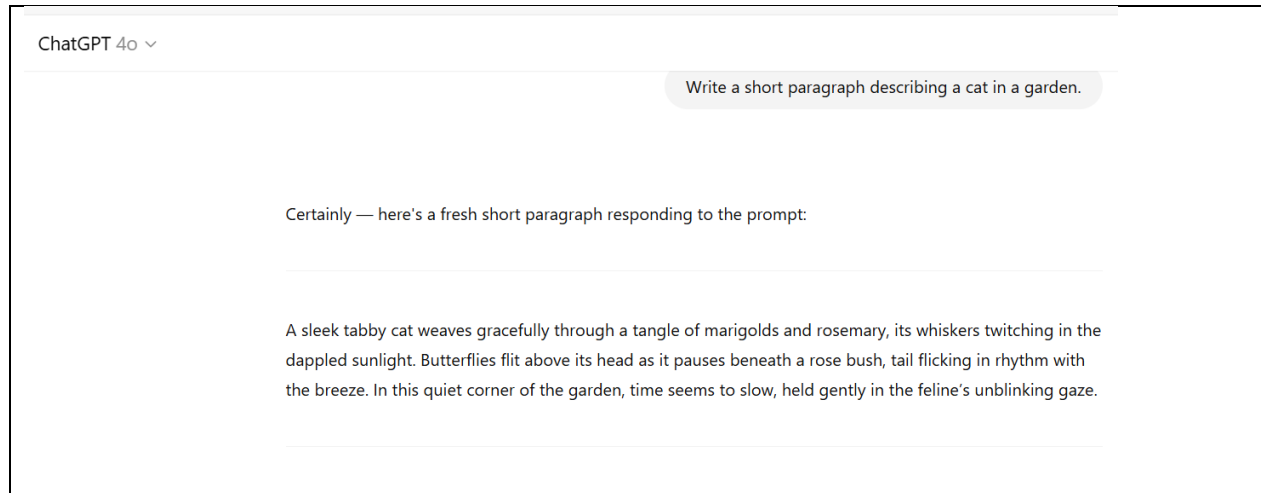 ChatGPT 4o
Write a short paragraph describing a cat in a garden.
Certainly — here's a fresh short paragraph responding to the prompt:
A sleek tabby cat weaves gracefully through a tangle of marigolds and rosemary, its whiskers twitching in the
dappled sunlight. Butterflies flit above its head as it pauses beneath a rose bush, tail flicking in rhythm with
the breeze. In this quiet corner of the garden, time seems to slow, held gently in the feline’s unblinking gaze.